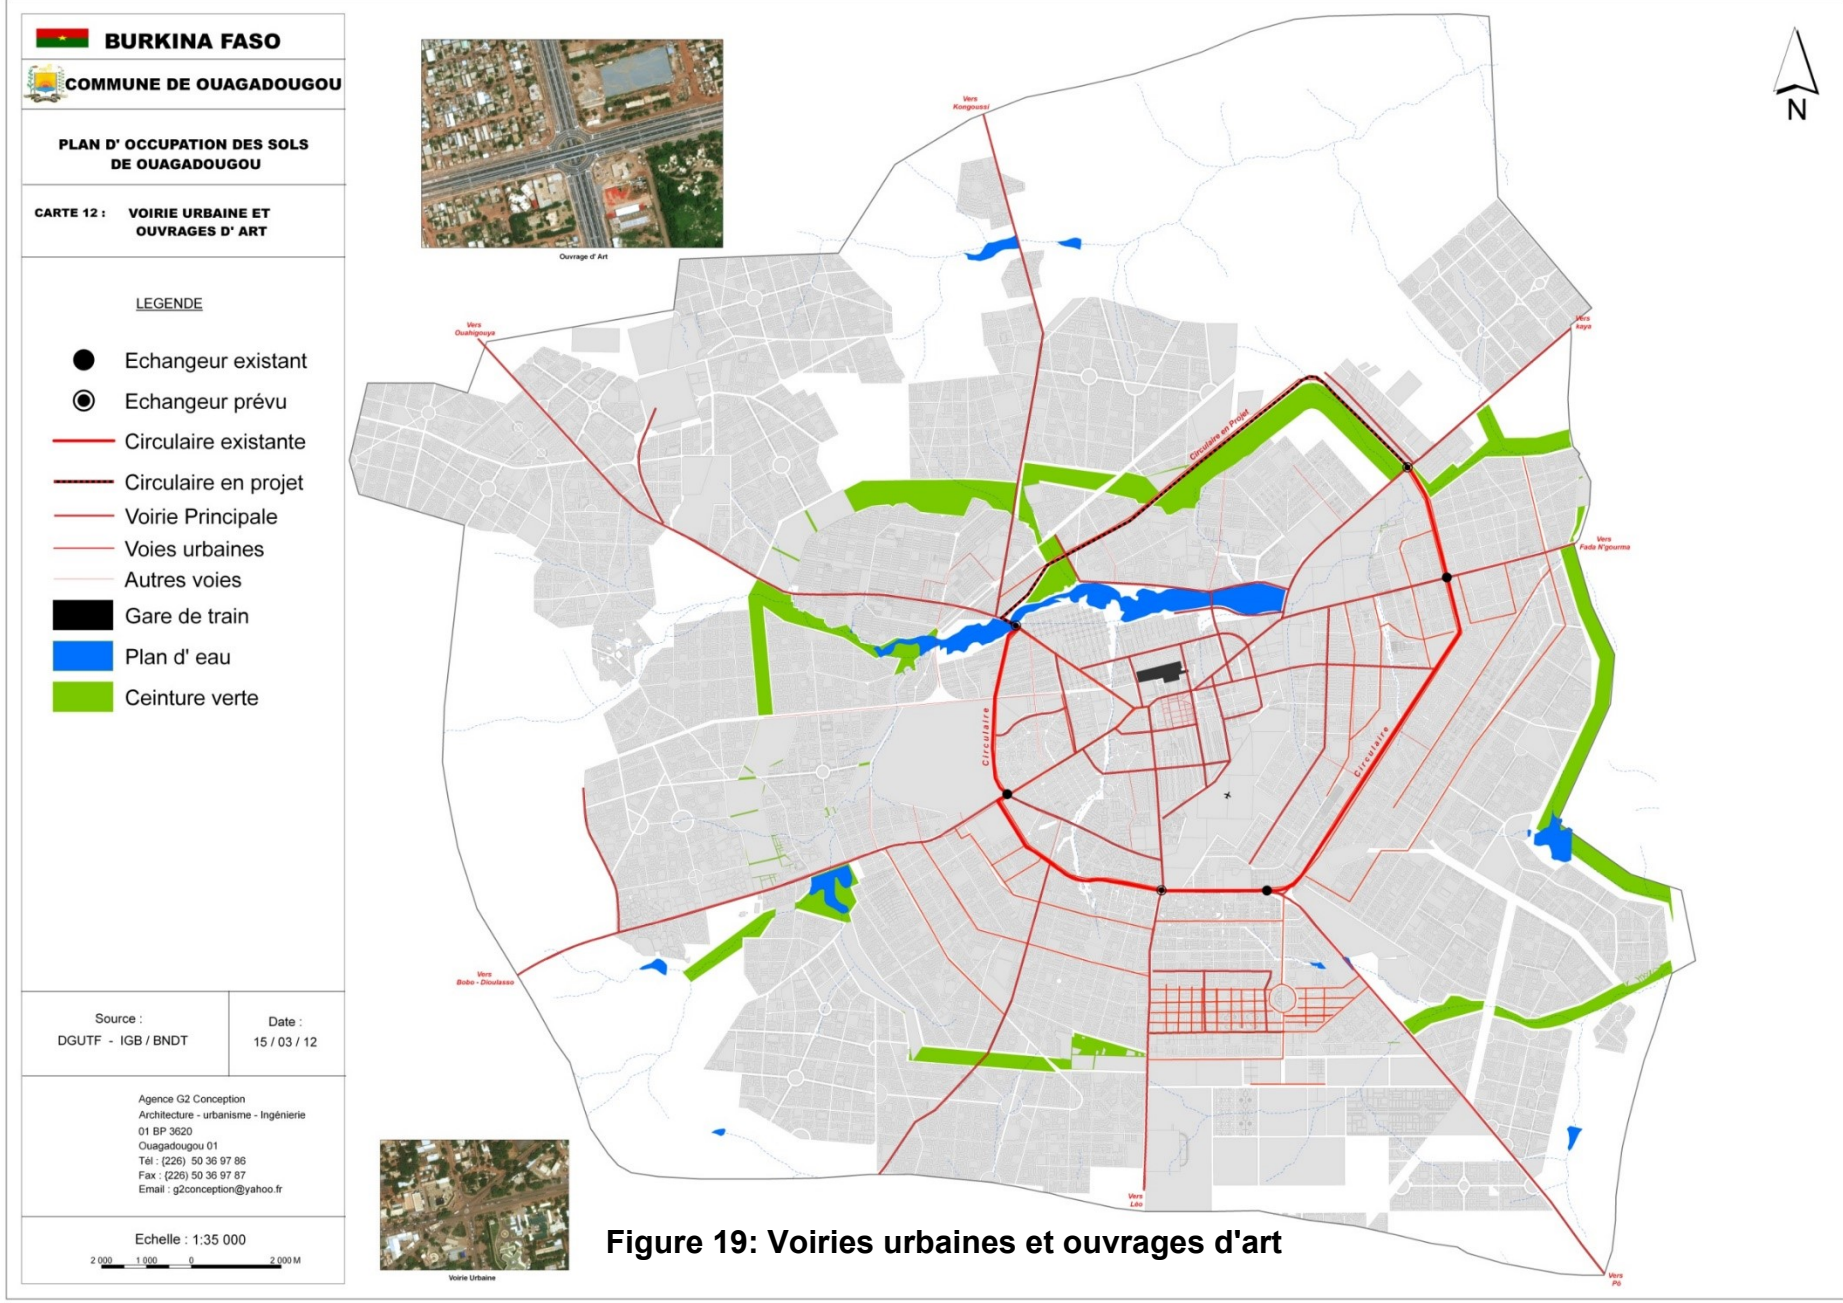 BURKINA FASO
COMMUNE DE OUAGADOUGOU
PLAN D' OCCUPATION DES SOLS
DE OUAGADOUGOU
CARTE 12 : VOIRIE URBAINE ET
OUVRAGES D' ART
LEGENDE
Echangeur existant
Echangeur prévu
Circulaire existante
Circulaire en projet
Voirie Principale
Voies urbaines
Autres voies
Gare de train
Plan d' eau
Ceinture verte
Source :
DGUTF - IGB / BNDT
Date :
15 / 03 / 12
Agence G2 Conception
Architecture - urbanisme - Ingénierie
01 BP 3620
Ouagadougou 01
Tél : (226) 50 36 97 86
Fax : (226) 50 36 97 87
Email : g2conception@yahoo.fr
Echelle : 1:35 000
2 000 1 000 0 2 000 M
Ouvrage d' Art
Vers
Kongoussi
N
Vers
Ouahigouya
Vers
kaya
Circulaire en Projet
Vers
Fada N'gourma
Circulaire
Circulaire
Vers
Bobo - Dioulasso
Vers
Léo
Vers
Pô
Voirie Urbaine
Figure 19: Voiries urbaines et ouvrages d'art